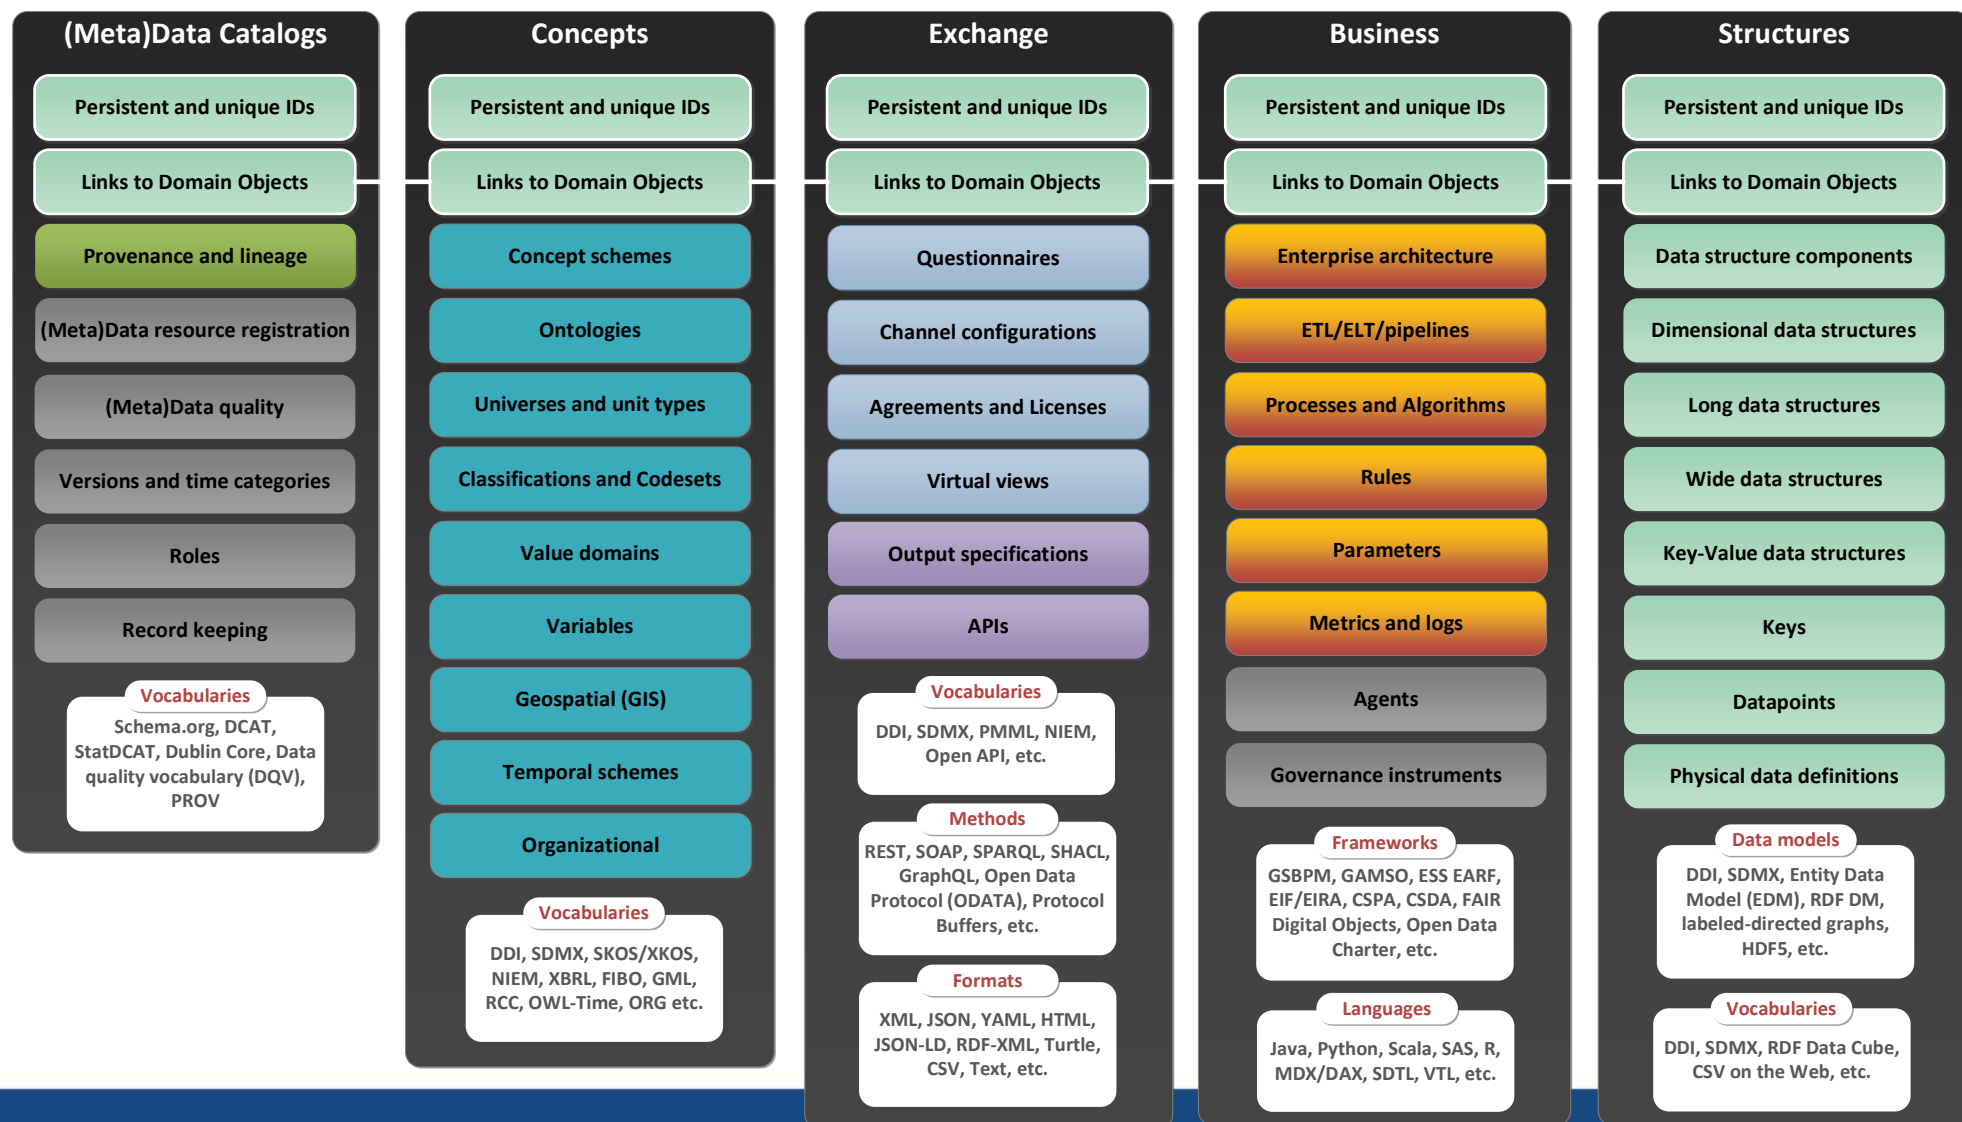 (Meta)Data Catalogs
Persistent and unique IDs
Links to Domain Objects
Provenance and lineage
(Meta)Data resource registration
(Meta)Data quality
Versions and time categories
Roles
Record keeping
Vocabularies
Schema.org, DCAT,
StatDCAT, Dublin Core, Data
quality vocabulary (DQV),
PROV
Concepts
Persistent and unique IDs
Links to Domain Objects
Concept schemes
Ontologies
Universes and unit types
Classifications and Codesets
Value domains
Variables
Geospatial (GIS)
Temporal schemes
Organizational
Vocabularies
DDI, SDMX, SKOS/XKOS,
NIEM, XBRL, FIBO, GML,
RCC, OWL-Time, ORG etc.
Exchange
Persistent and unique IDs
Links to Domain Objects
Questionnaires
Channel configurations
Agreements and Licenses
Virtual views
Output specifications
APIs
Vocabularies
DDI, SDMX, PMML, NIEM,
Open API, etc.
Methods
REST, SOAP, SPARQL, SHACL,
GraphQL, Open Data
Protocol (ODATA), Protocol
Buffers, etc.
Formats
XML, JSON, YAML, HTML,
JSON-LD, RDF-XML, Turtle,
CSV, Text, etc.
Business
Persistent and unique IDs
Links to Domain Objects
Enterprise architecture
ETL/ELT/pipelines
Processes and Algorithms
Rules
Parameters
Metrics and logs
Agents
Governance instruments
Frameworks
GSBPM, GAMSO, ESS EARF,
EIF/EIRA, CSPA, CSDA, FAIR
Digital Objects, Open Data
Charter, etc.
Languages
Java, Python, Scala, SAS, R,
MDX/DAX, SDTL, VTL, etc.
Structures
Persistent and unique IDs
Links to Domain Objects
Data structure components
Dimensional data structures
Long data structures
Wide data structures
Key-Value data structures
Keys
Datapoints
Physical data definitions
Data models
DDI, SDMX, Entity Data
Model (EDM), RDF DM,
labeled-directed graphs,
HDF5, etc.
Vocabularies
DDI, SDMX, RDF Data Cube,
CSV on the Web, etc.